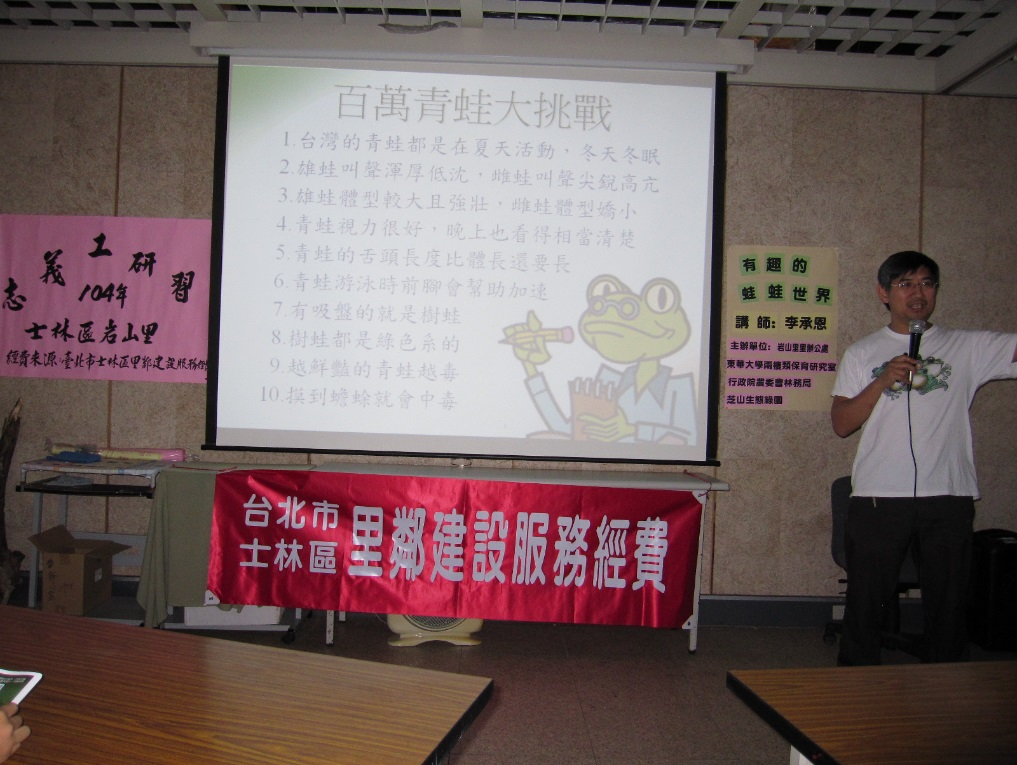 百萬青蛙大挑戰
1.台灣的青蛙都是在夏天活動，冬天冬眠
2.雄蛙叫聲渾厚低沈，雌蛙叫聲尖銳高亢
3.雄蛙體型較大且強壯，雌蛙體型嬌小
4.青蛙視力很好，晚上也看得相當清楚
5.青蛙的舌頭長度比體長還要長
6.青蛙游泳時前腳會幫助加速
7.有吸盤的就是樹蛙
8.樹蛙都是綠色系的
9.越鮮豔的青蛙越毒
10.摸到蟾蜍就會中毒
志義工研習
104年
士林區岩山里
經費來源:臺北市士林區里鄰建設服務
有趣的
蛙蛙世界
講師:李承恩
主辦單位:岩山里里辦公處
東華大學兩棲類保育研究室
行政院農委會林務局
芝山生態綠園
台北市
士林區
里鄰建設服務經費